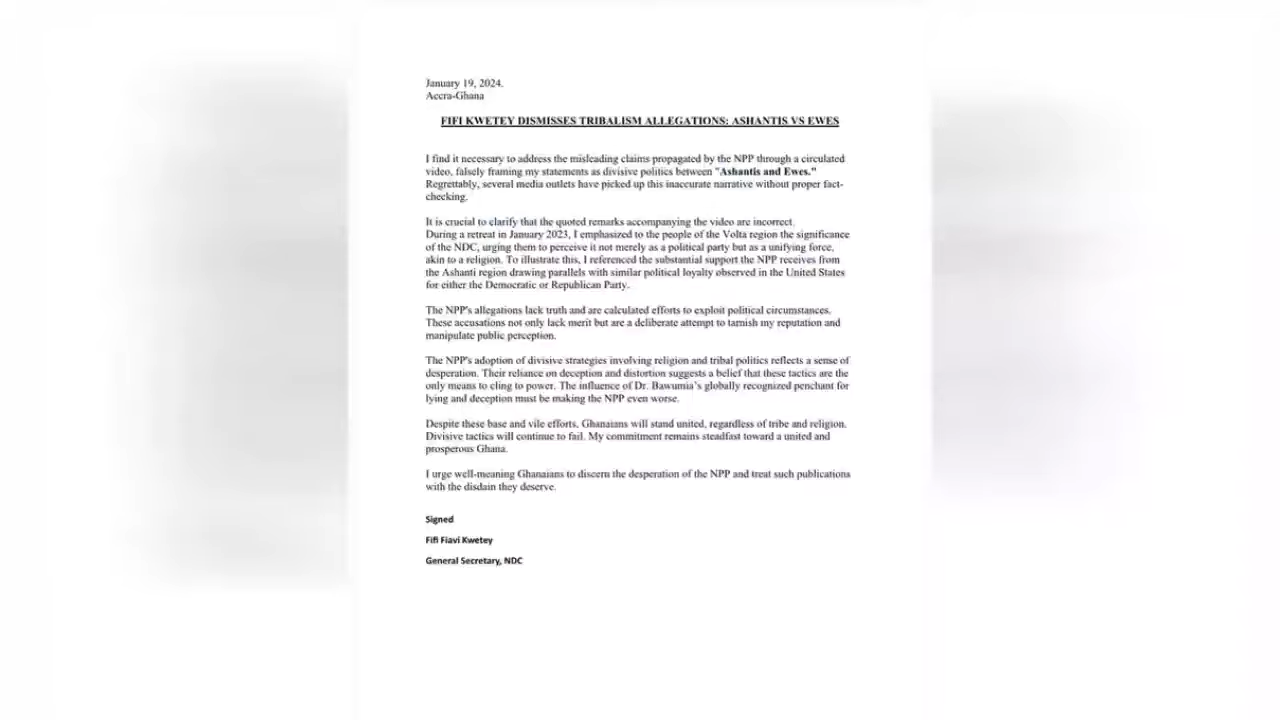 January 19, 2024.
Accra-Ghana
FIFI KWETEY DISMISSES TRIBALISM ALLEGATIONS: ASHANTIS VS EWES
I find it necessary to address the misleading claims propagated by the NPP through a circulated
video, falsely framing my statements as divisive politics between "Ashantis and Ewes."
Regrettably, several media outlets have picked up this inaccurate narrative without proper fact-
checking.
It is crucial to clarify that the quoted remarks accompanying the video are incorrect.
During a retreat in January 2023, I emphasized to the people of the Volta region the significance
of the NDC, urging them to perceive it not merely as a political party but as a unifying force,
akin to a religion. To illustrate this, I referenced the substantial support the NPP receives from
the Ashanti region drawing parallels with similar political loyalty observed in the United States
for either the Democratic or Republican Party.
The NPP's allegations lack truth and are calculated efforts to exploit political circumstances.
These accusations not only lack merit but are a deliberate attempt to tarnish my reputation and
manipulate public perception.
The NPP's adoption of divisive strategies involving religion and tribal politics reflects a sense of
desperation. Their reliance on deception and distortion suggests a belief that these tactics are the
only means to cling to power. The influence of Dr. Bawumia's globally recognized penchant for
lying and deception must be making the NPP even worse.
Despite these base and vile efforts, Ghanaians will stand united, regardless of tribe and religion.
Divisive tactics will continue to fail. My commitment remains steadfast toward a united and
prosperous Ghana.
I urge well-meaning Ghanaians to discern the desperation of the NPP and treat such publications
with the disdain they deserve.
Signed
Fifi Fiavi Kwetey
General Secretary, NDC